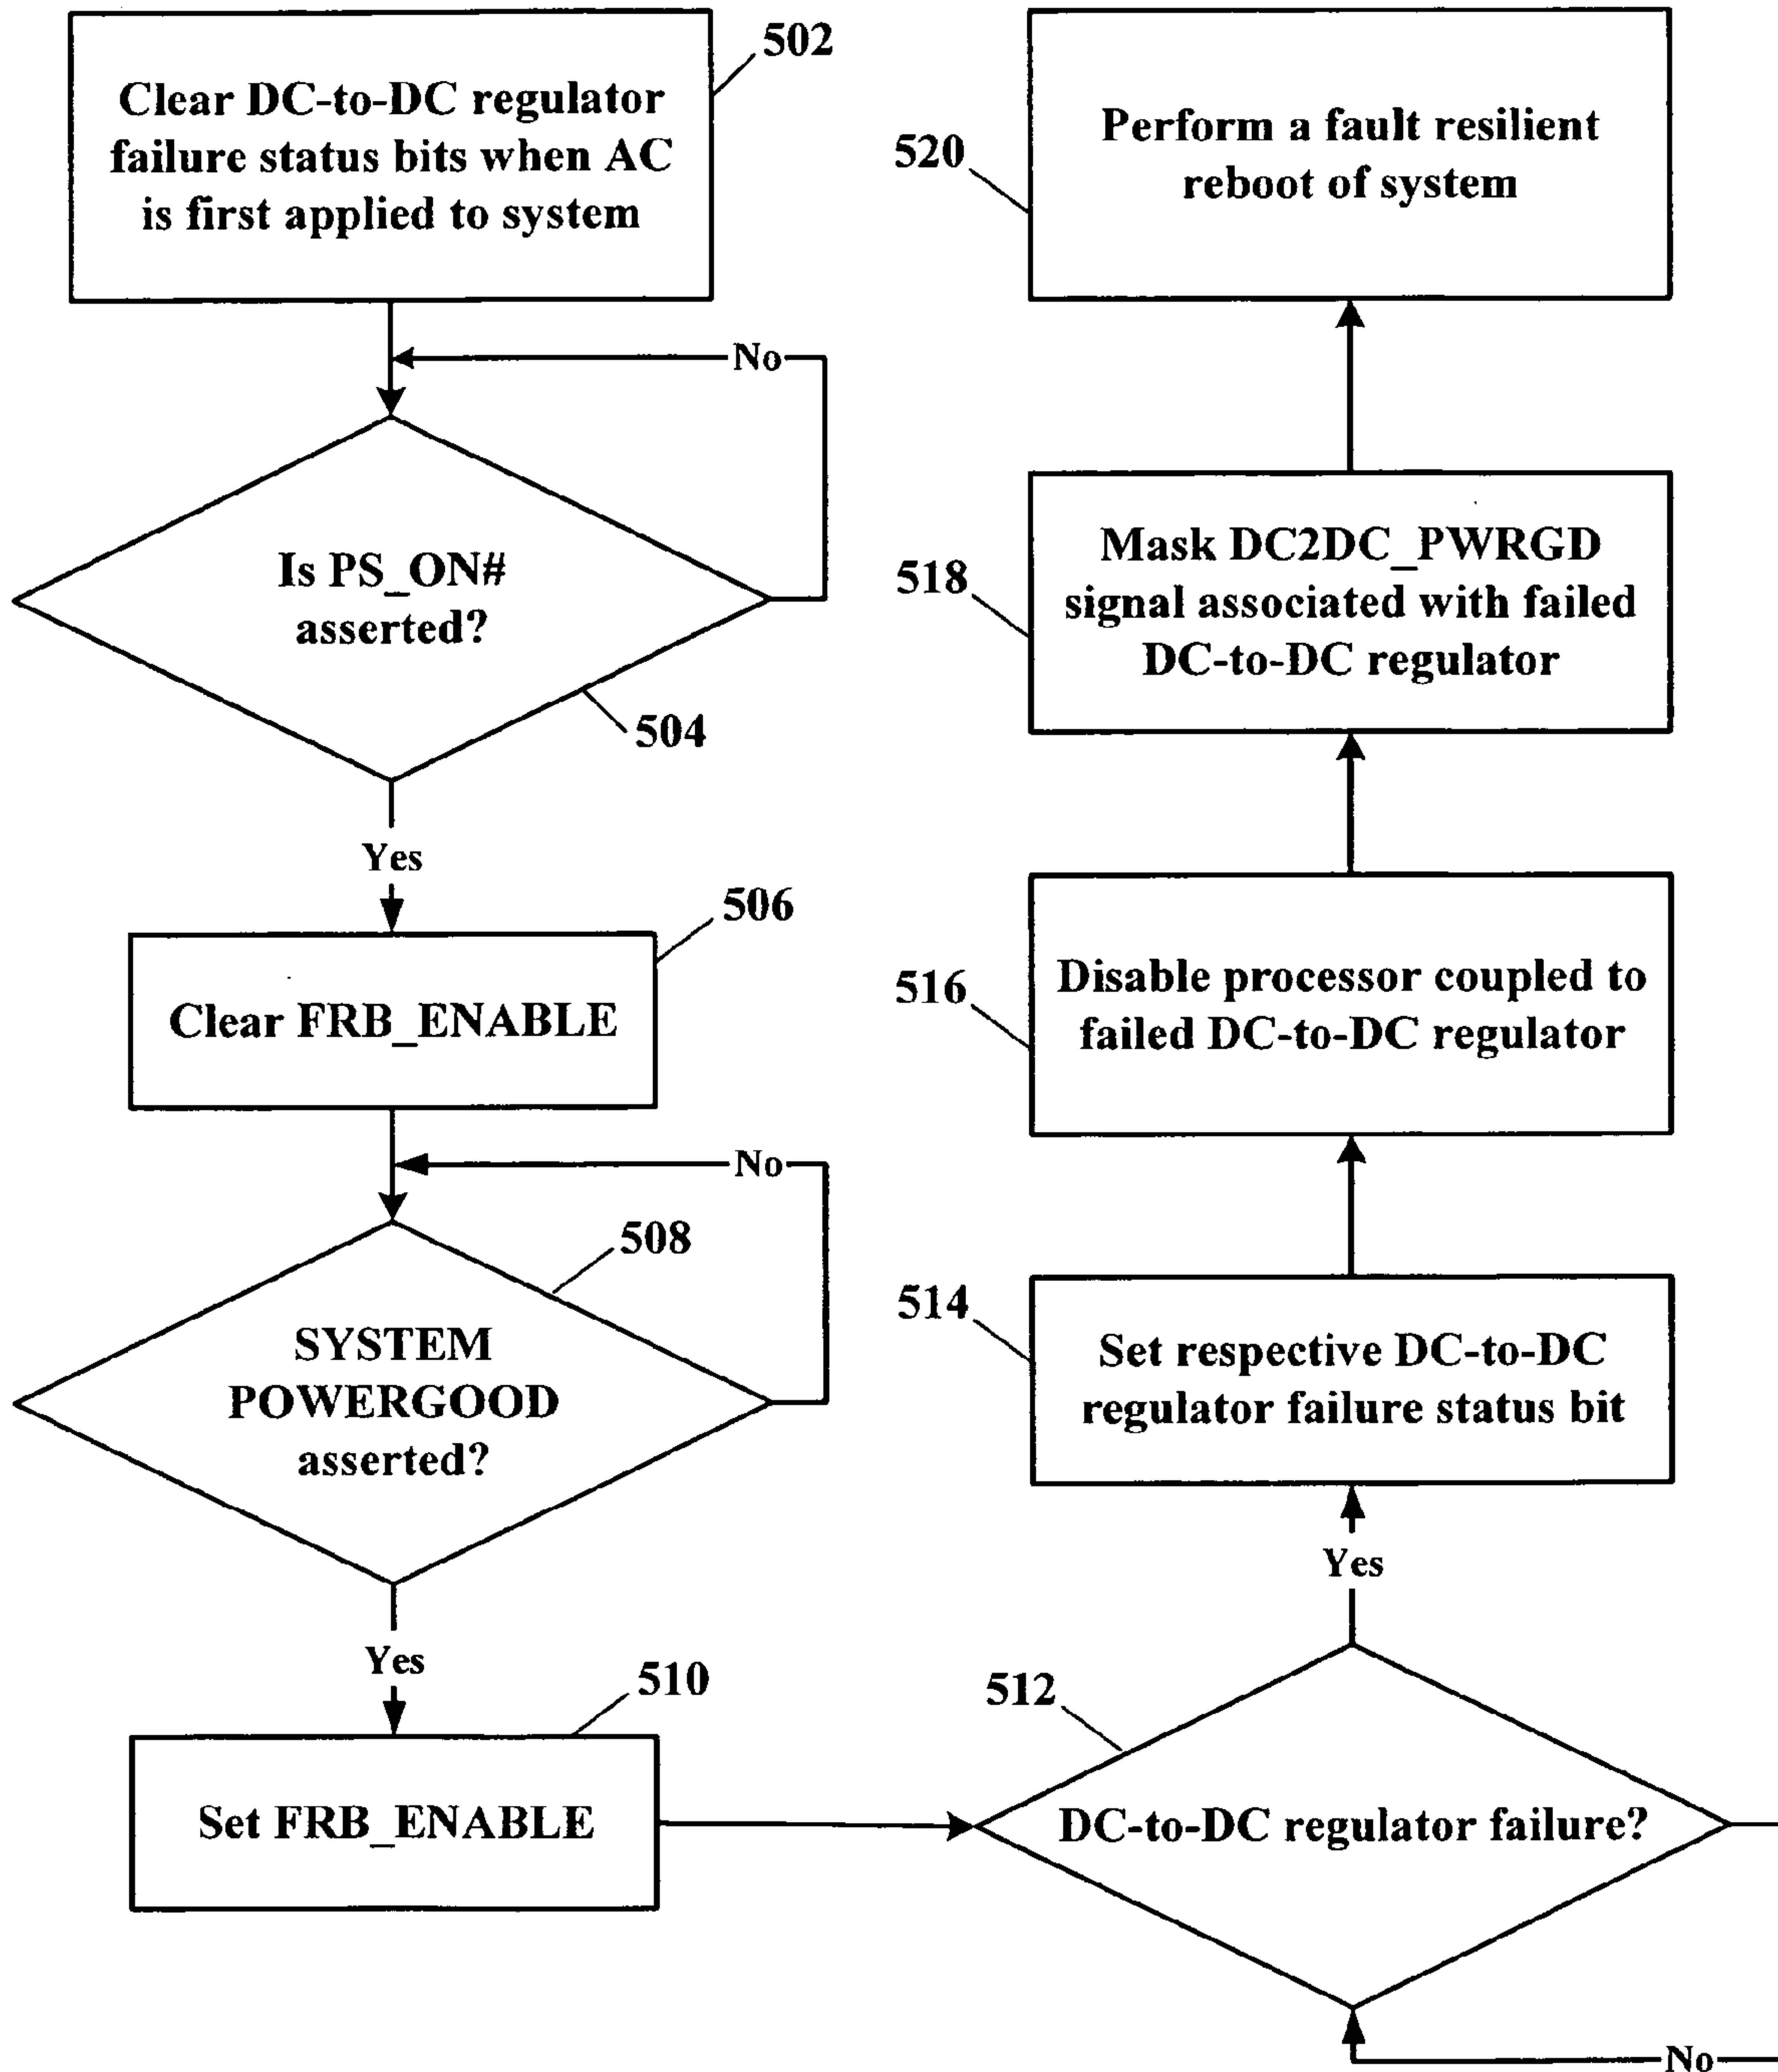 502
Clear DC-to-DC regulator
failure status bits when AC
is first applied to system
No
Is PS_ON#
asserted?
504
Yes
506
Clear FRB_ENABLE
No
508
SYSTEM
POWERGOOD
asserted?
Yes
510
Set FRB_ENABLE
512
DC-to-DC regulator failure?
No
Yes
514
Set respective DC-to-DC
regulator failure status bit
516
Disable processor coupled to
failed DC-to-DC regulator
518
Mask DC2DC_PWRGD
signal associated with failed
DC-to-DC regulator
520
Perform a fault resilient
reboot of system